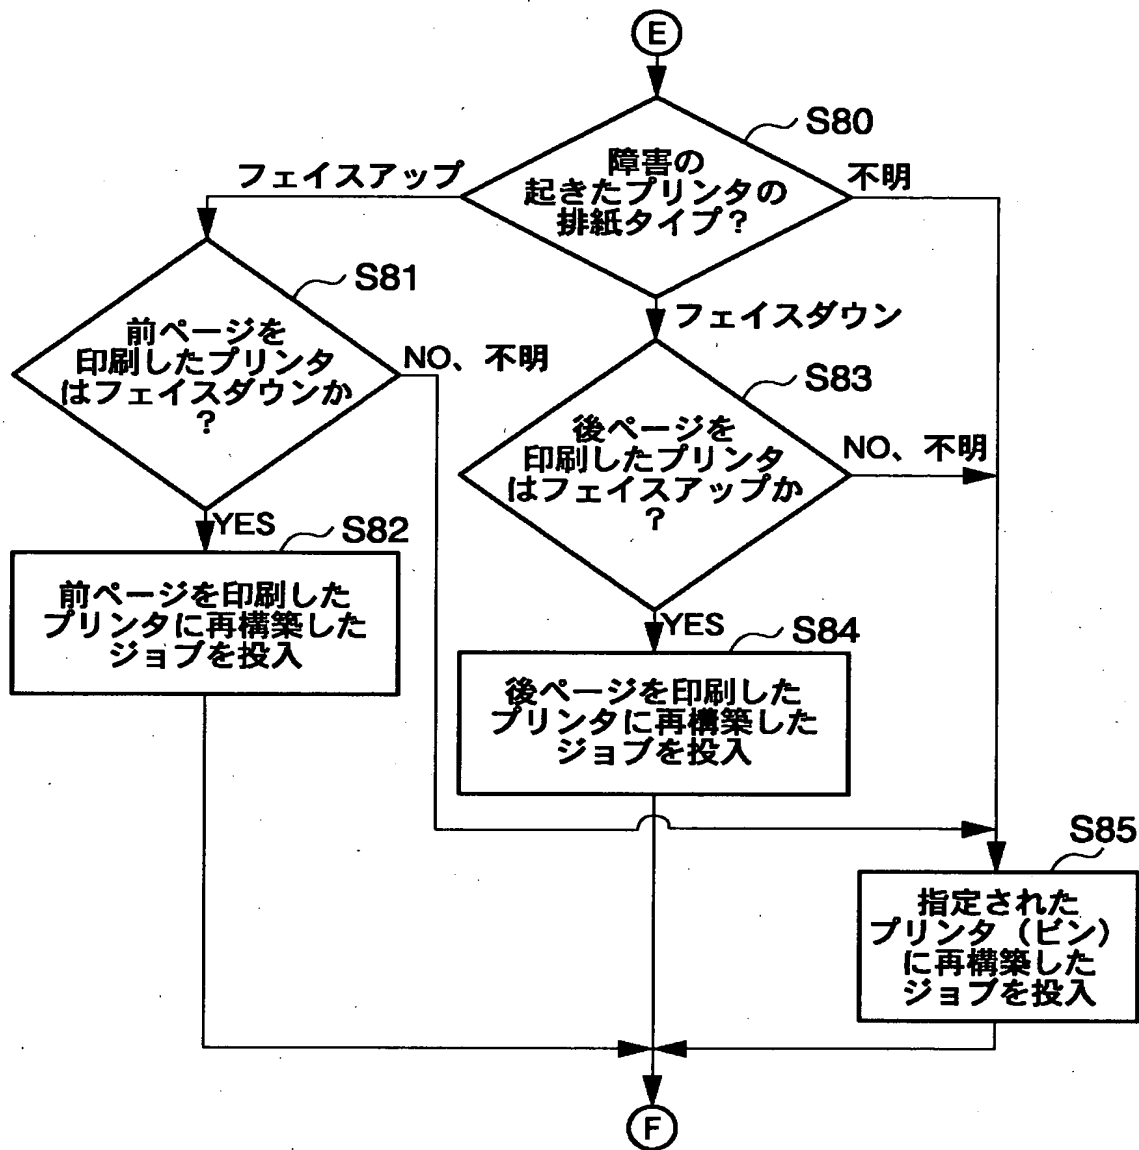 E
S80
障害の
起きたプリンタの
排紙タイプ？
フェイスアップ
不明
S81
前ページを
印刷したプリンタ
はフェイスダウンか
？
NO、不明
フェイスダウン
S83
後ページを
印刷したプリンタ
はフェイスアップか
？
NO、不明
YES
S82
前ページを印刷した
プリンタに再構築した
ジョブを投入
YES
S84
後ページを印刷した
プリンタに再構築した
ジョブを投入
S85
指定された
プリンタ（ビン）
に再構築した
ジョブを投入
F